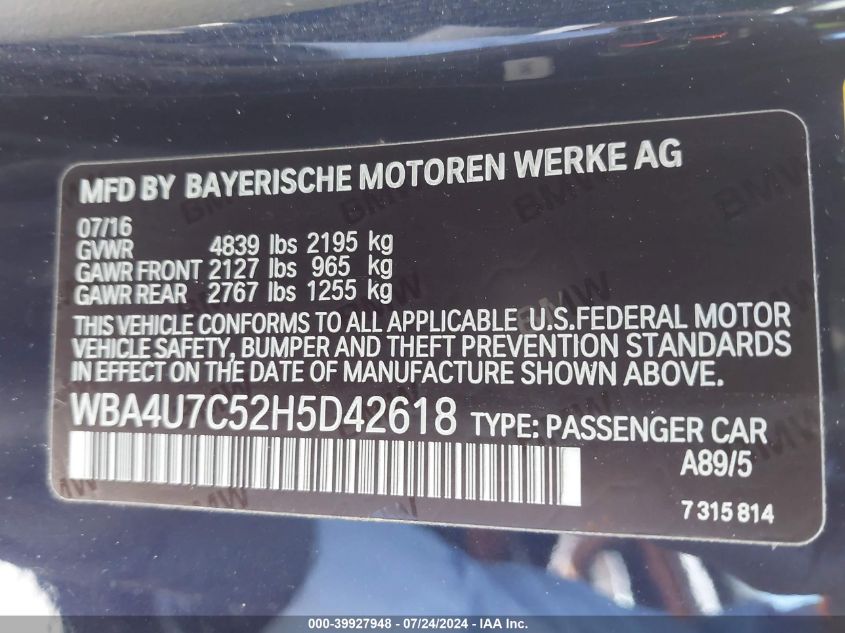 MFD BY BAYERISCHE MOTOREN WERKE AG
07/16
GVWR 4839 lbs 2195 kg
GAWR FRONT 2127 lbs 965 kg
GAWR REAR 2767 lbs 1255 kg
THIS VEHICLE CONFORMS TO ALL APPLICABLE U.S.FEDERAL MOTOR
VEHICLE SAFETY, BUMPER AND THEFT PREVENTION STANDARDS
IN EFFECT ON THE DATE OF MANUFACTURE SHOWN ABOVE.
WBA4U7C52H5D42618 TYPE: PASSENGER CAR
A89/5
7 315 814
000-39927948 - 07/24/2024 - IAA Inc.